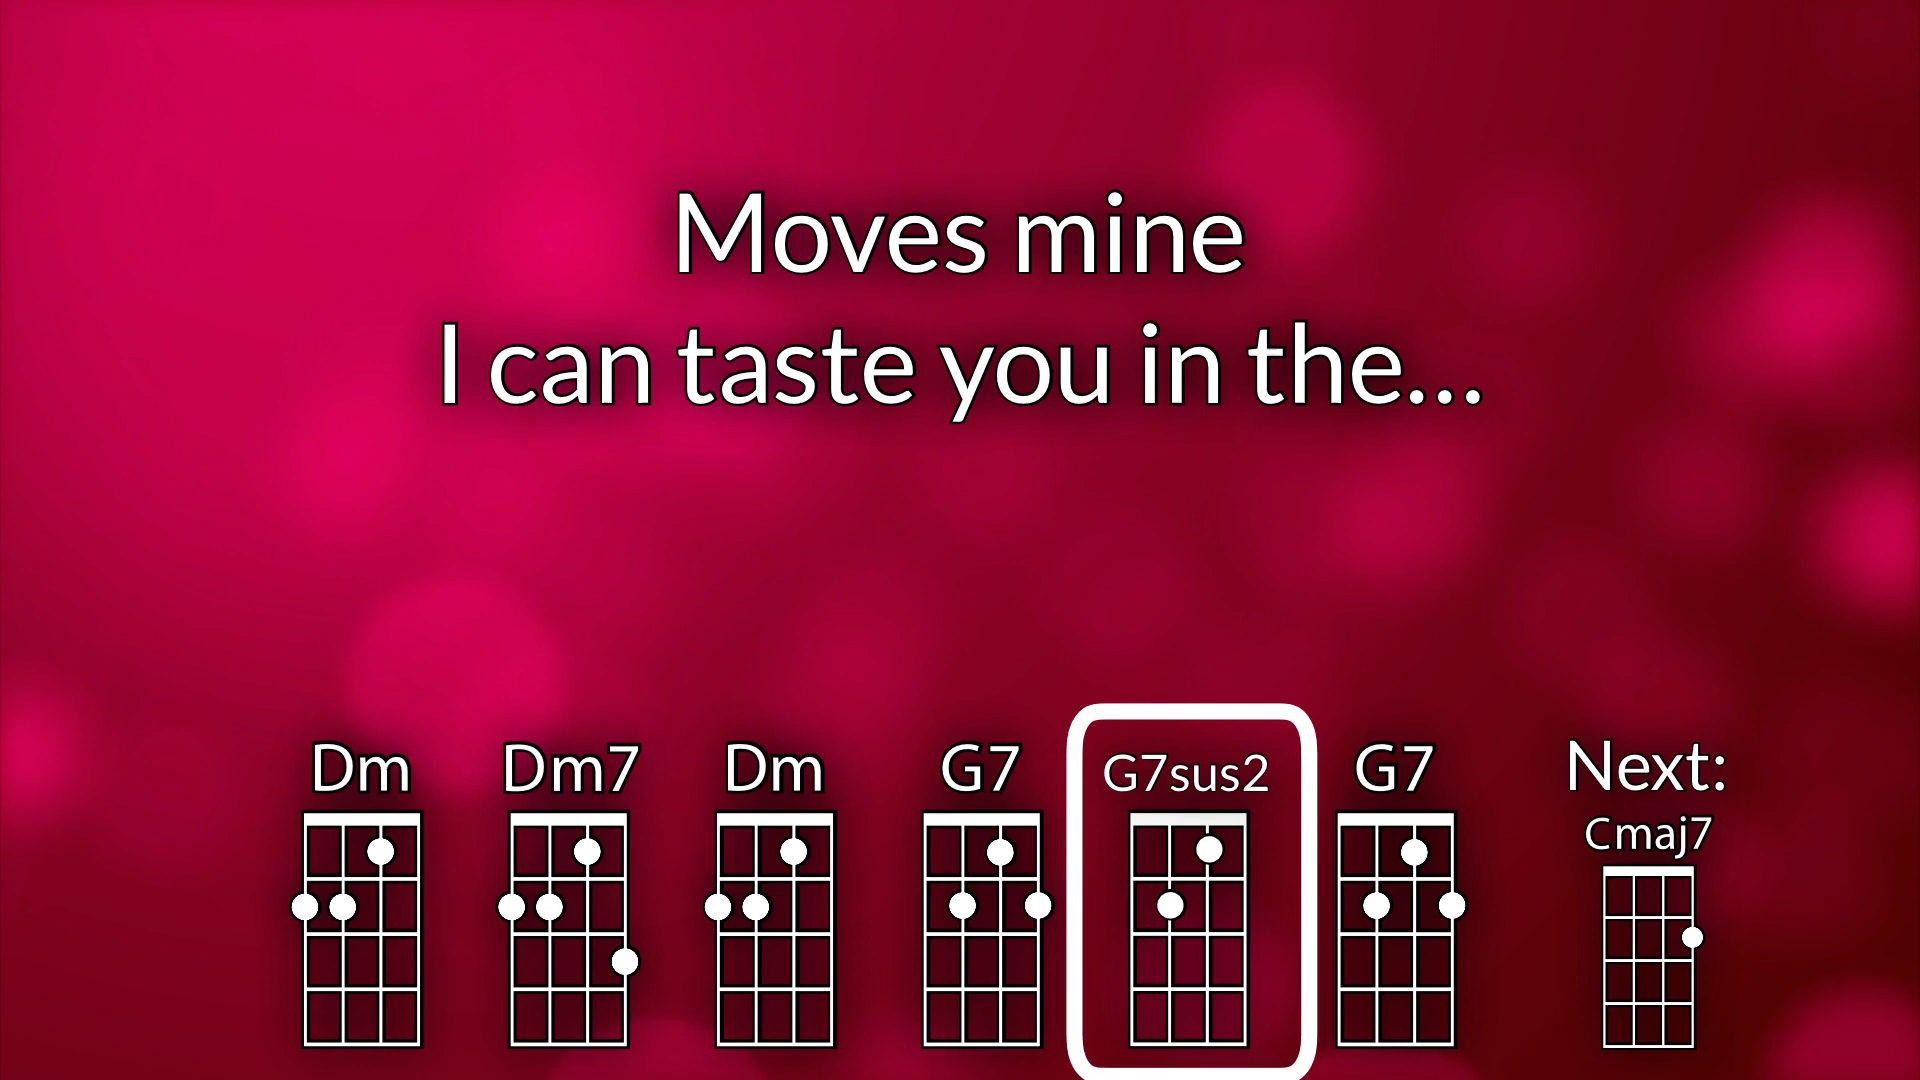 Moves mine
I can taste you in the...
Dm Dm7 Dm G7 G7sus2 G7 Next:
Cmaj7